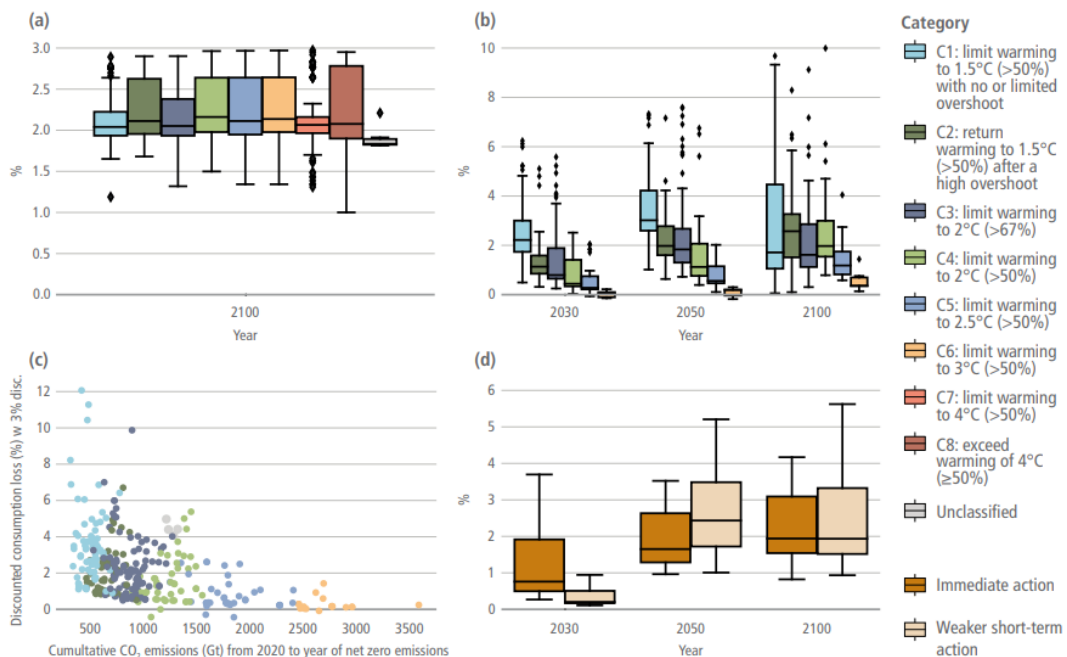 (a)
3.0
2.5
2.0
1.5
1.0
0.0
%
2100
Year
(b)
10
8
6
4
2
0
%
2030
2050
2100
Year
(c)
12
10
8
6
4
2
0
Discounted consumption loss (%) w 3% disc.
500
1000
1500
2000
2500
3000
3500
Cumultative CO₂ emissions (Gt) from 2020 to year of net zero emissions
(d)
6
5
4
3
2
1
0
%
2030
2050
2100
Year
Category
C1: limit warming
to 1.5°C (>50%)
with no or limited
overshoot
C2: return
warming to 1.5°C
(>50%) after a
high overshoot
C3: limit warming
to 2°C (>67%)
C4: limit warming
to 2°C (>50%)
C5: limit warming
to 2.5°C (>50%)
C6: limit warming
to 3°C (>50%)
C7: limit warming
to 4°C (>50%)
C8: exceed
warming of 4°C
(≥50%)
Unclassified
Immediate action
Weaker short-term
action